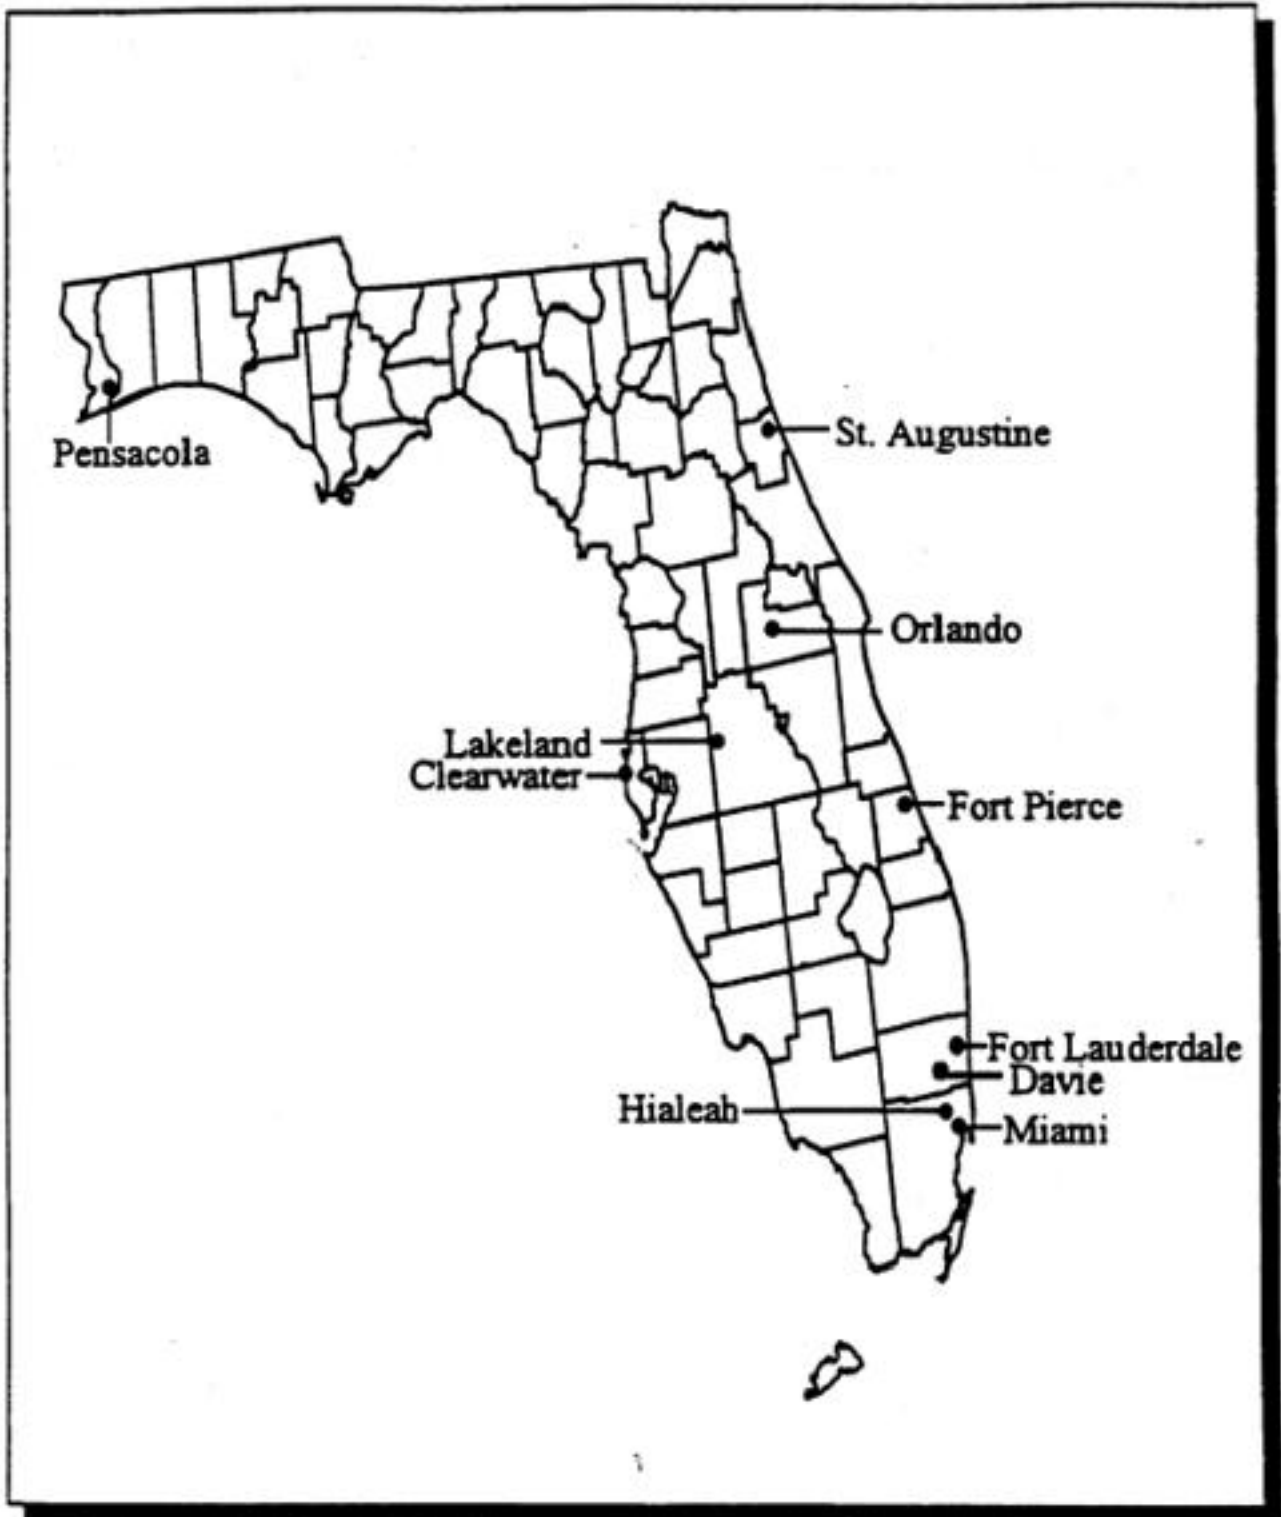 St. Augustine
Pensacola
Orlando
Lakeland
Clearwater
Fort Pierce
Fort Lauderdale
Davie
Hialeah
Miami